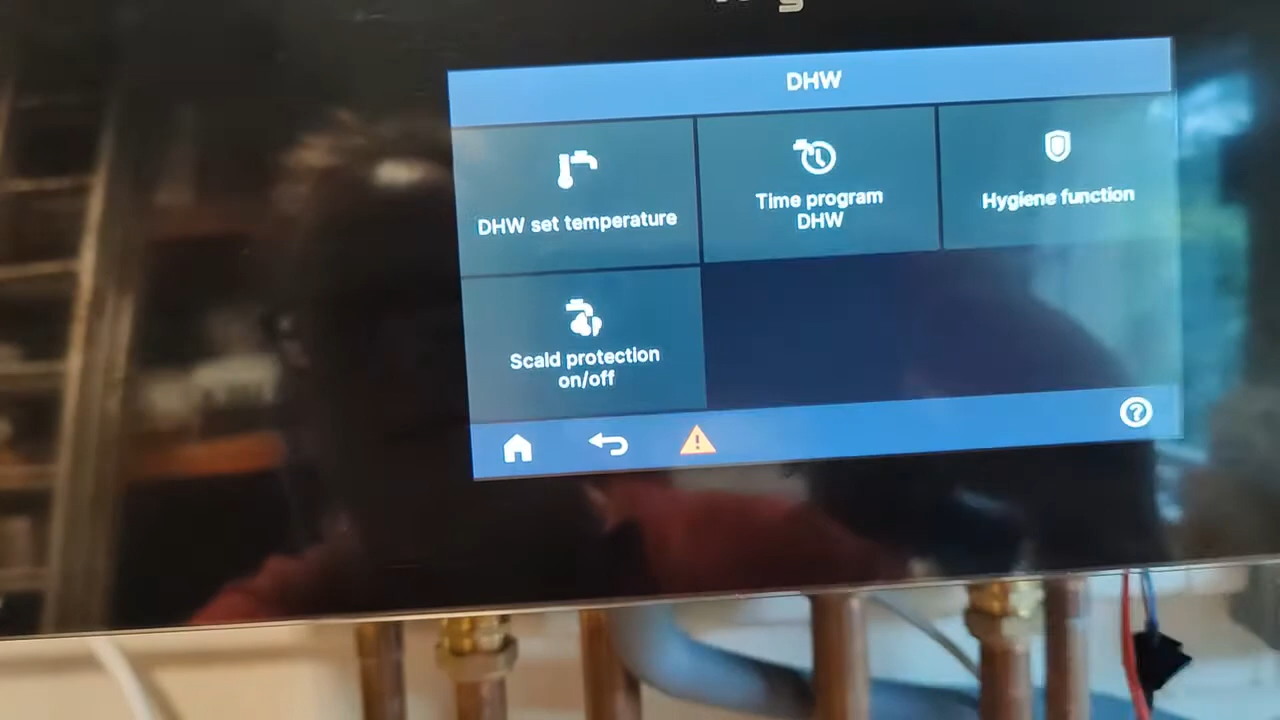 DHW
DHW set temperature
Time program
DHW
Hygiene function
Scald protection
on/off